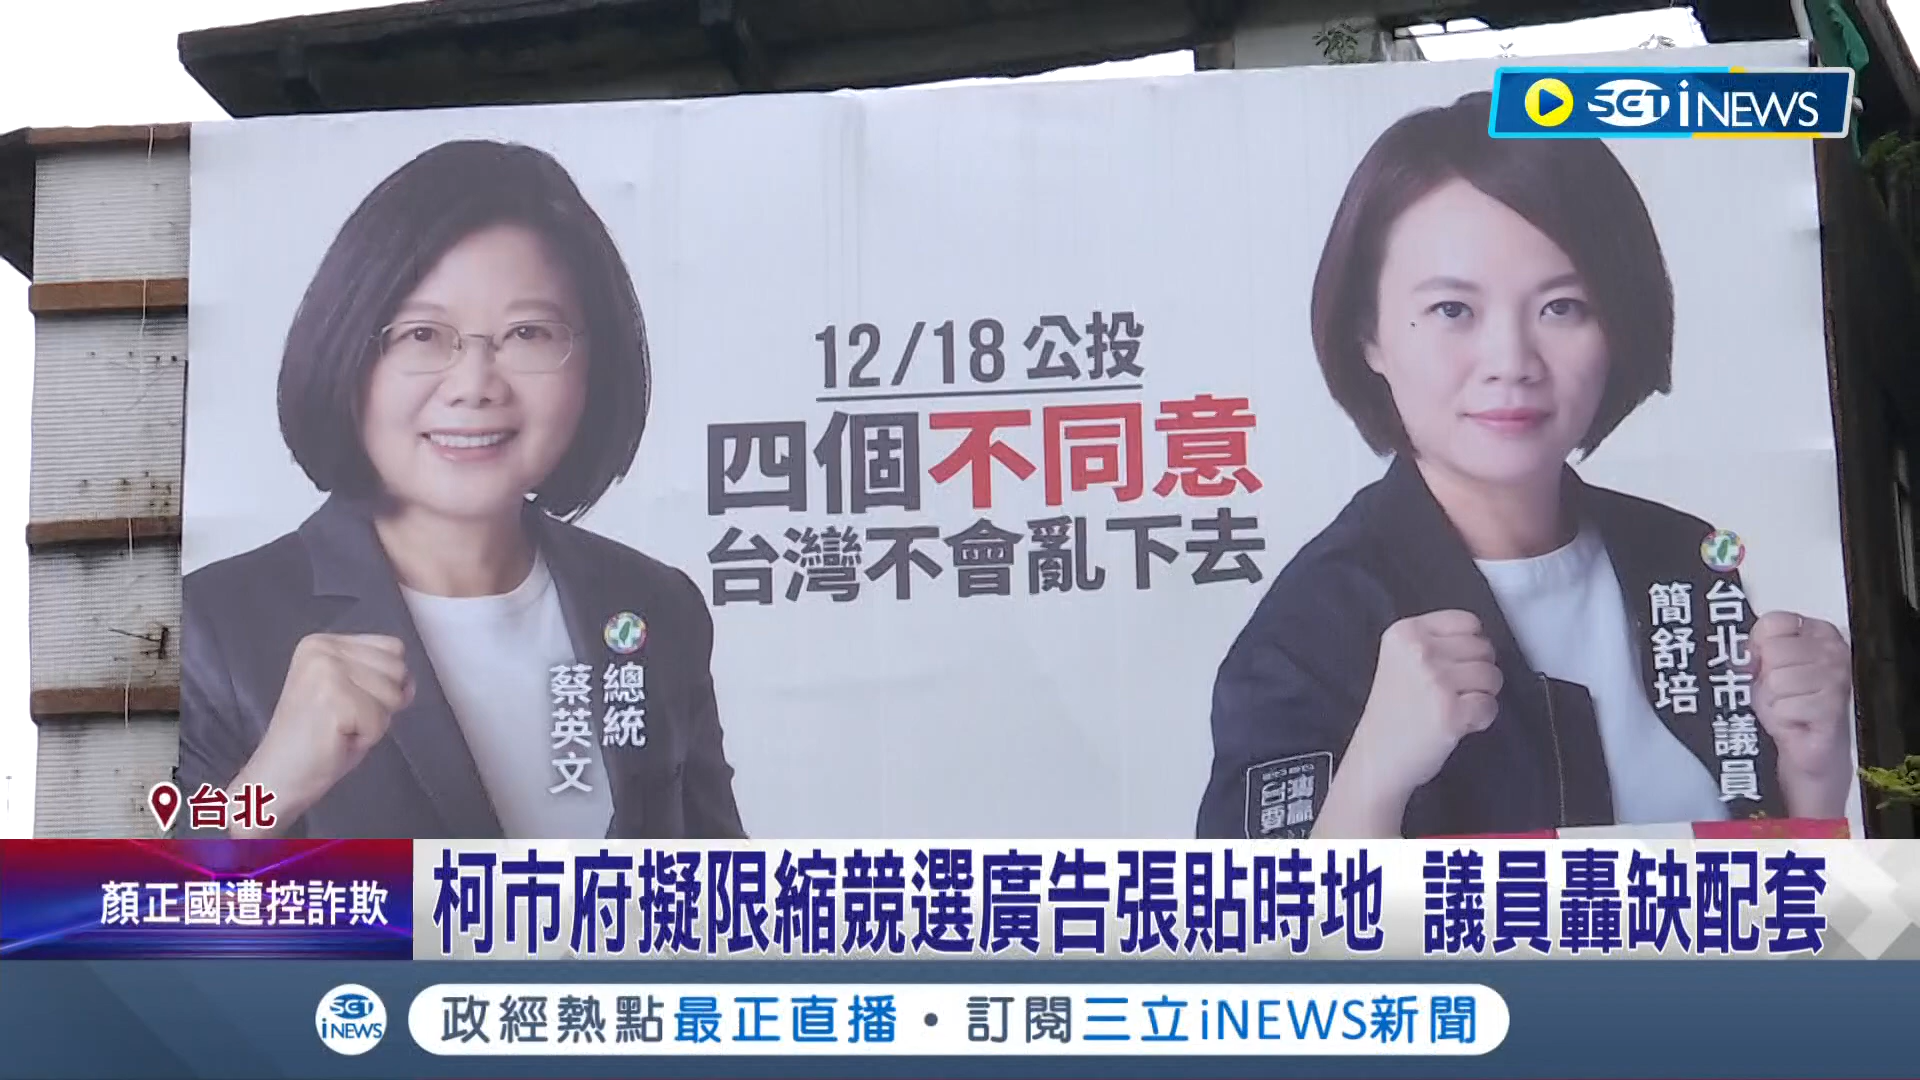 SET iNEWS
12/18 公投
四個不同意
台灣不會亂下去
總統
蔡英文
台北市議員
簡舒培
台北
顏正國遭控詐欺
柯市府擬限縮競選廣告張貼時地 議員轟缺配套
SET iNEWS
政經熱點最正直播・訂閱三立iNEWS新聞